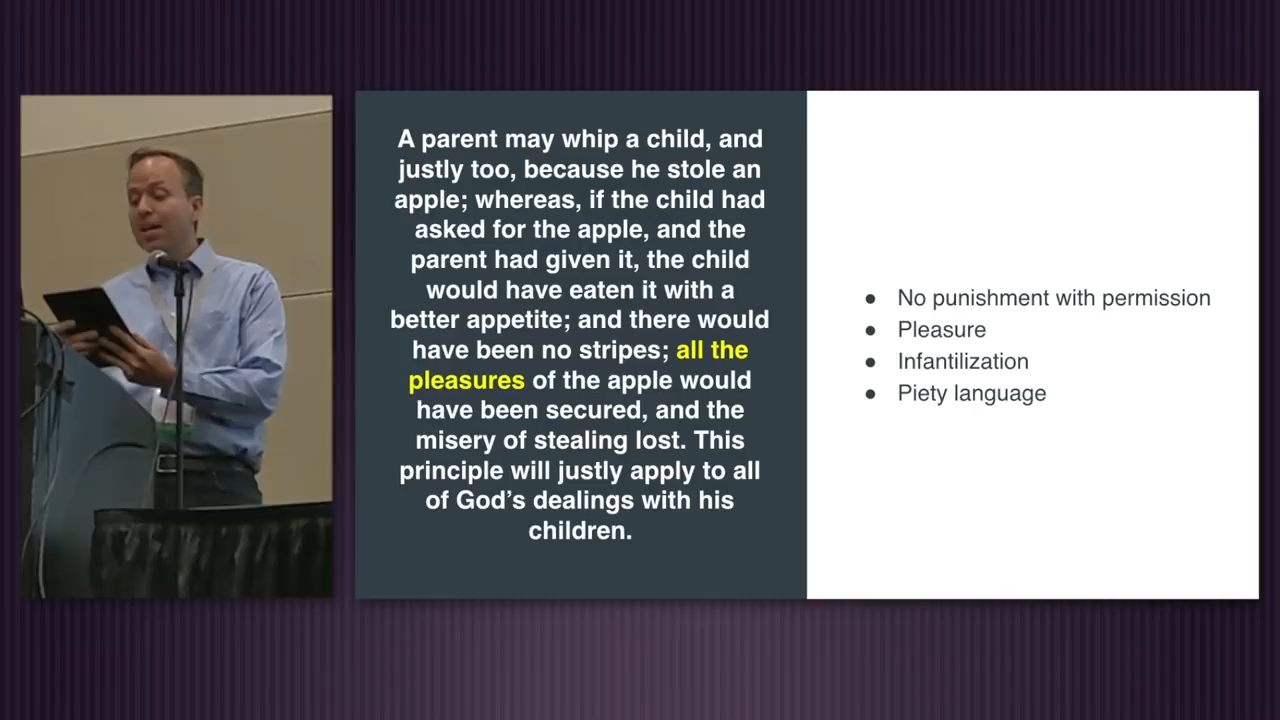 A parent may whip a child, and
justly too, because he stole an
apple; whereas, if the child had
asked for the apple, and the
parent had given it, the child
would have eaten it with a
better appetite; and there would
have been no stripes; all the
pleasures of the apple would
have been secured, and the
misery of stealing lost. This
principle will justly apply to all
of God’s dealings with his
children.
● No punishment with permission
● Pleasure
● Infantilization
● Piety language